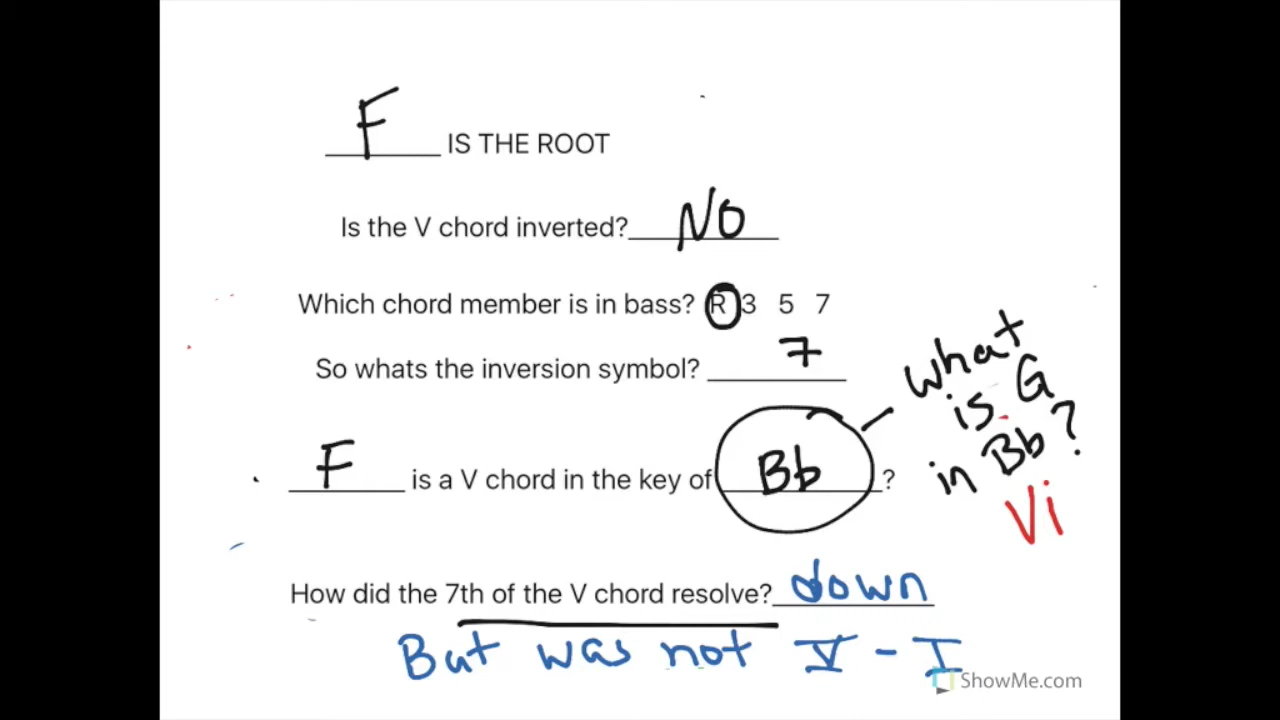 F IS THE ROOT
Is the V chord inverted? NO
Which chord member is in bass? R 3 5 7
So whats the inversion symbol? 7
what
is G
in Bb?
Vi
F is a V chord in the key of Bb ?
How did the 7th of the V chord resolve? down
But was not V - I
ShowMe.com